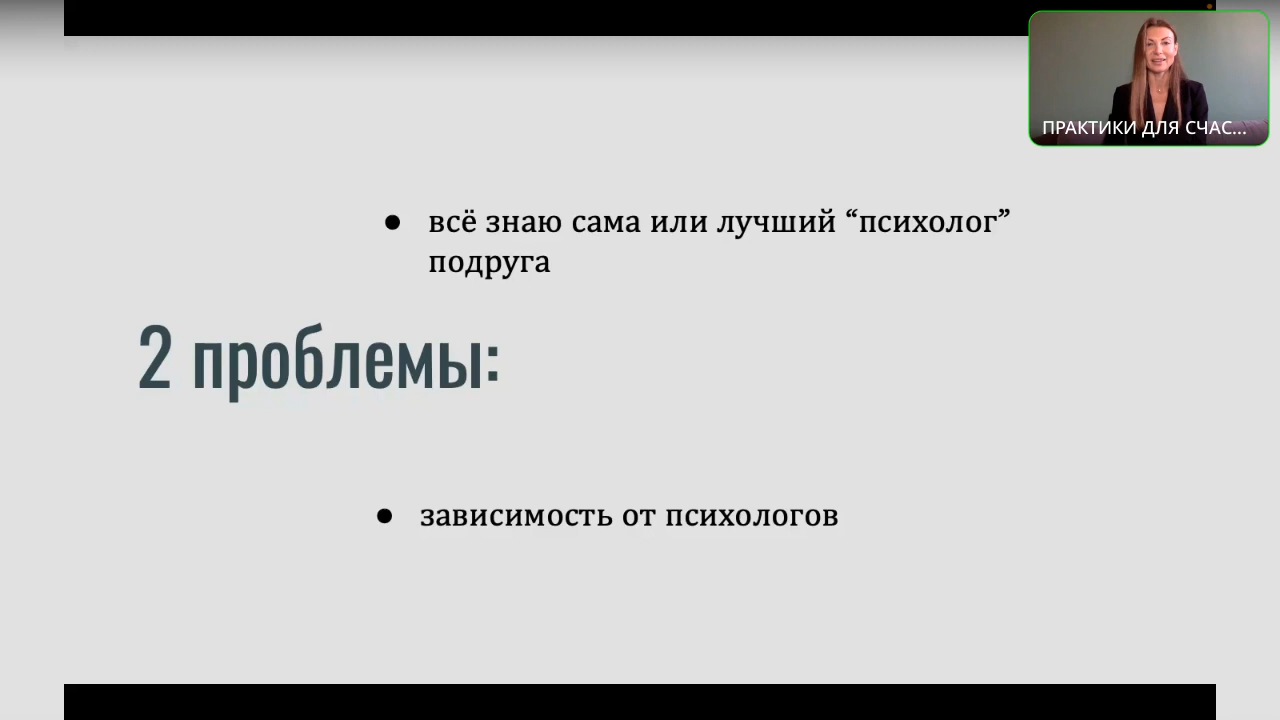 ПРАКТИКИ ДЛЯ СЧАС...
● всё знаю сама или лучший “психолог”
подруга
2 проблемы:
● зависимость от психологов